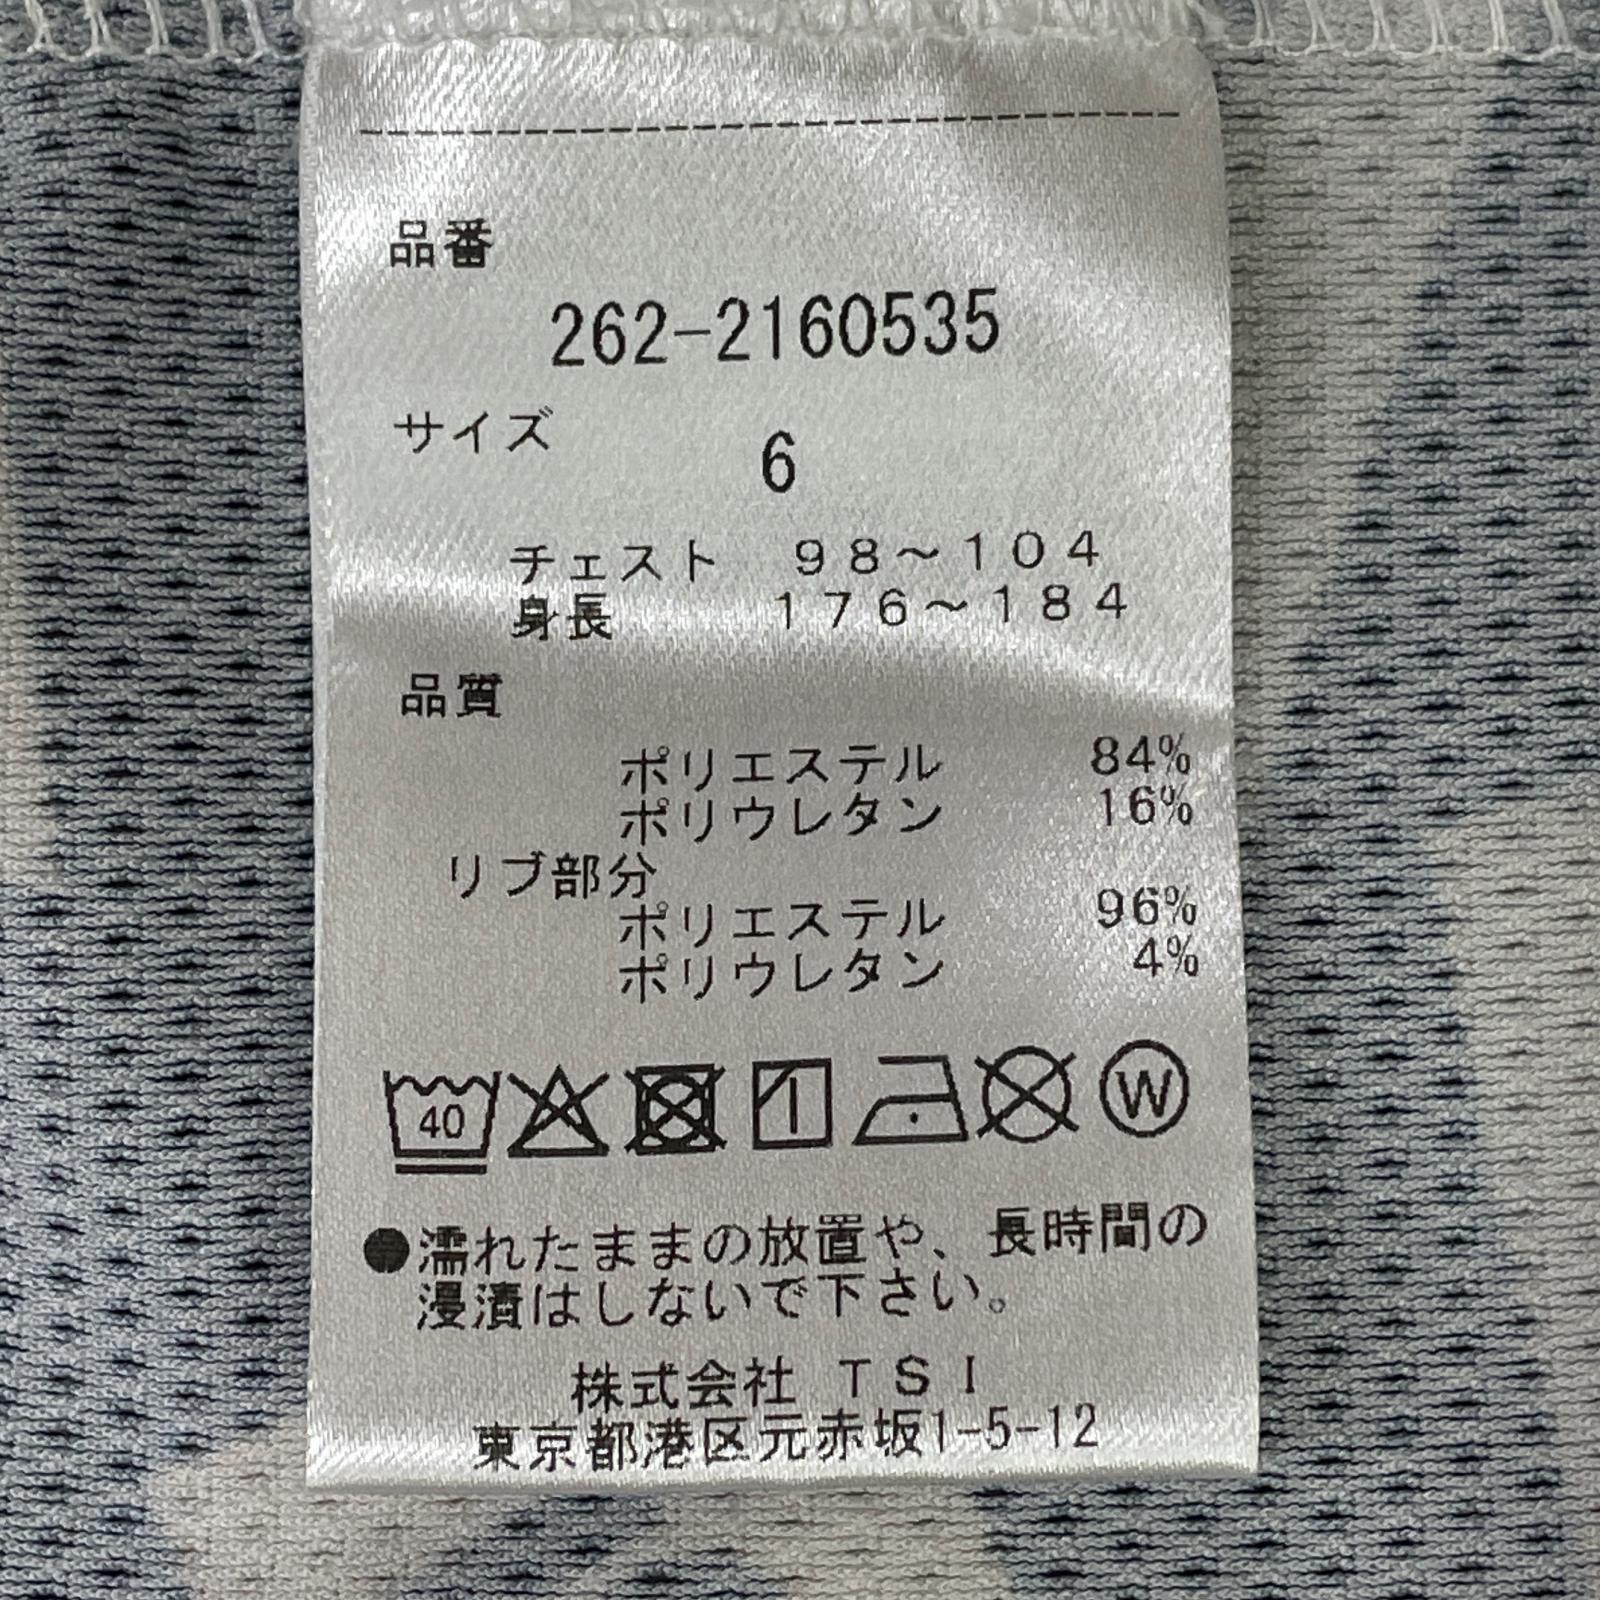 品番
262-2160535
サイズ 6
チェスト 98～104
身長 176～184
品質
ポリエステル 84%
ポリウレタン 16%
リブ部分
ポリエステル 96%
ポリウレタン 4%
40 W
●濡れたままの放置や、長時間の
浸漬はしないで下さい。
株式会社 TSI
東京都港区元赤坂1-5-12